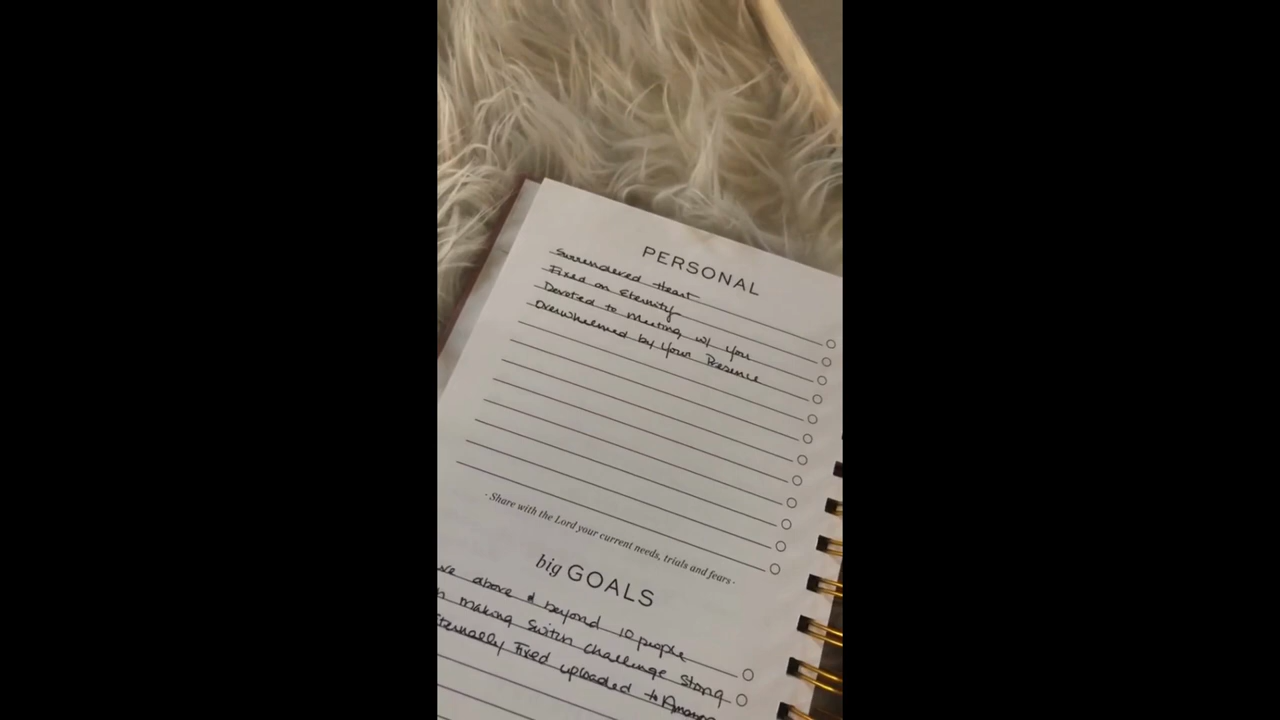 PERSONAL
Surrendered Heart
Fixed on Eternity
Devoted to Meeting w/ You
Overwhelmed by Your Presence
- Share with the Lord your current needs, trials and fears -
big GOALS
above & beyond 10 people
making switch challenge strong
Fixed uploaded to Amazon